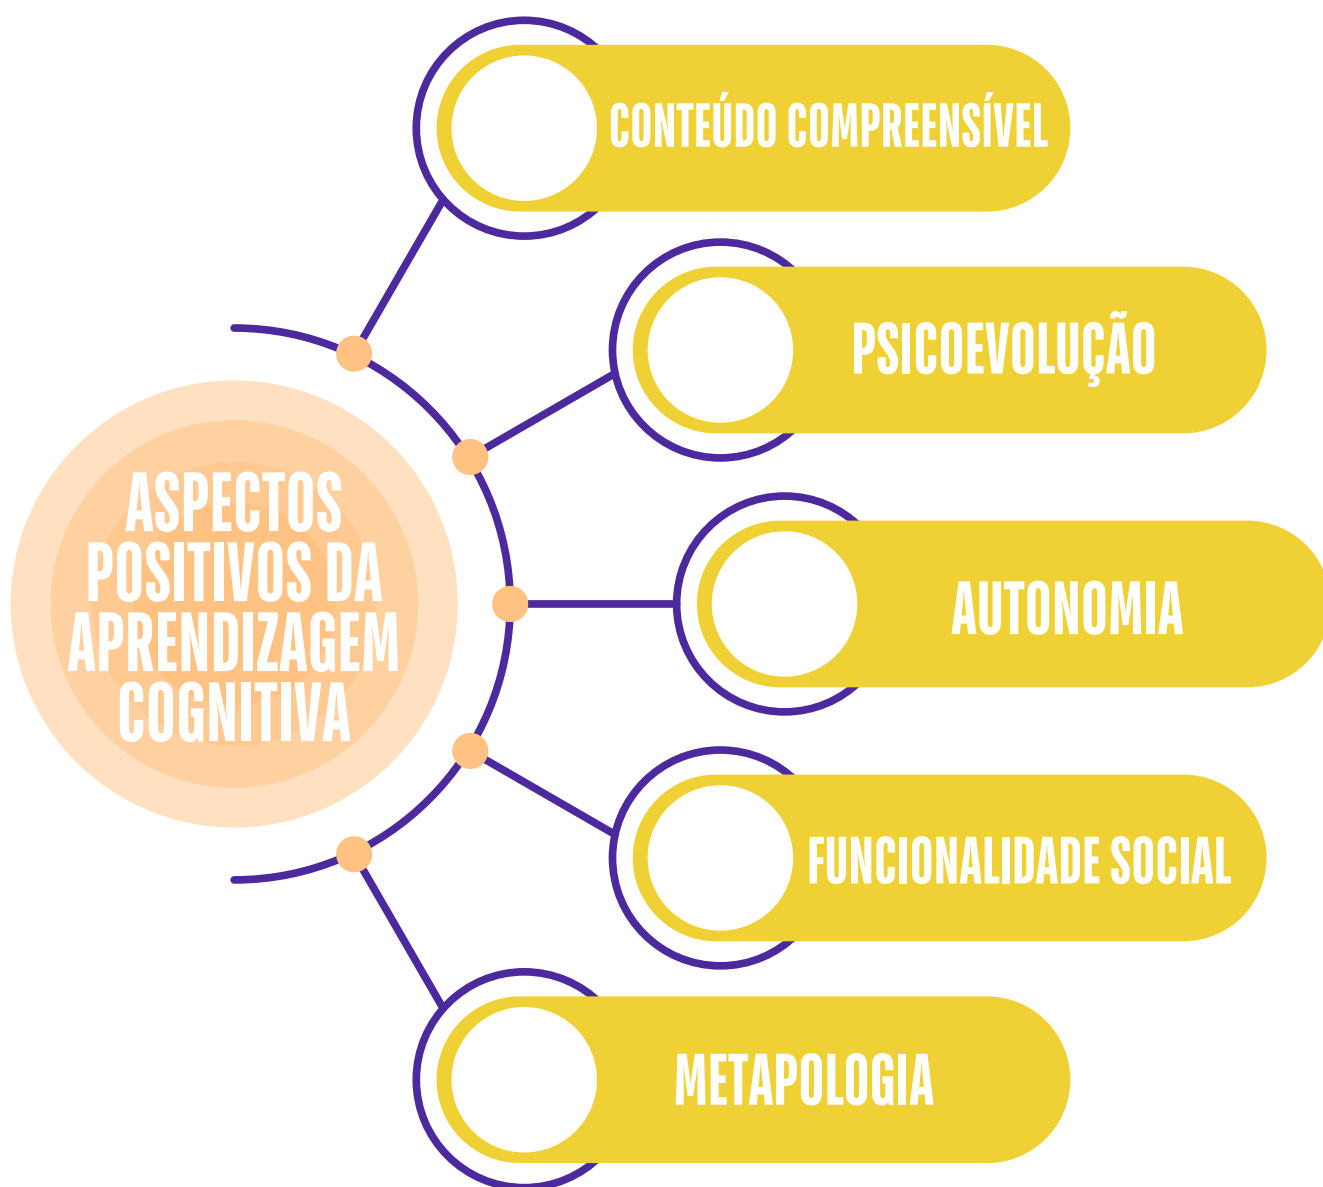 CONTEÚDO COMPREENSÍVEL
PSICOEVOLUÇÃO
ASPECTOS
POSITIVOS DA
APRENDIZAGEM
COGNITIVA
AUTONOMIA
FUNCIONALIDADE SOCIAL
METAPOLOGIA